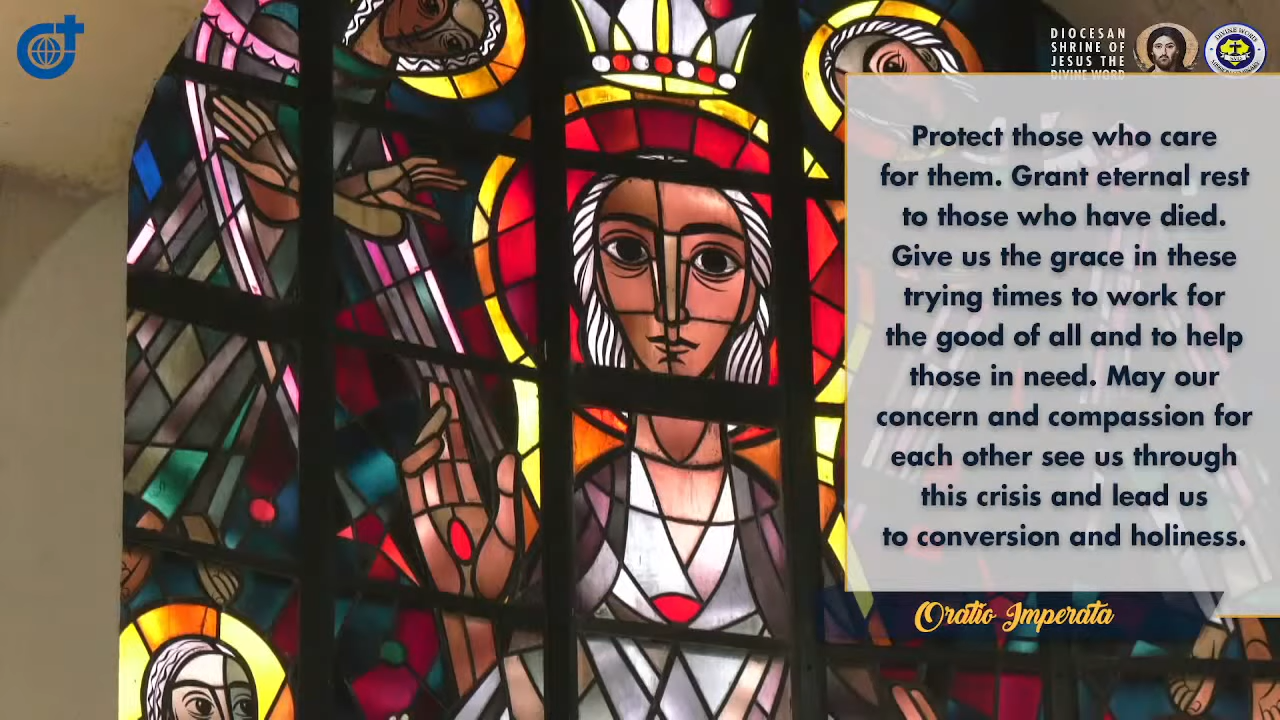 DIOCESAN
SHRINE OF
JESUS THE
DIVINE WORD
Protect those who care
for them. Grant eternal rest
to those who have died.
Give us the grace in these
trying times to work for
the good of all and to help
those in need. May our
concern and compassion for
each other see us through
this crisis and lead us
to conversion and holiness.
Oratio Imperata